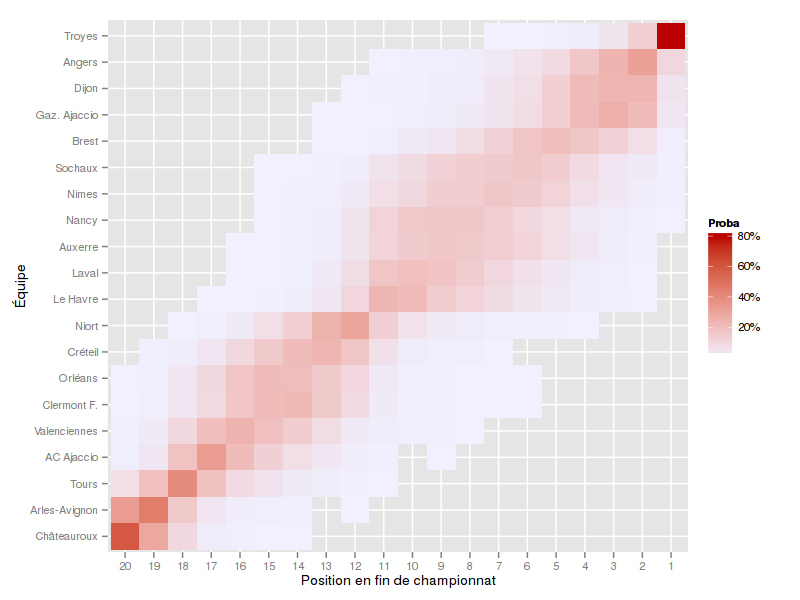 Troyes
Angers
Dijon
Gaz. Ajaccio
Brest
Sochaux
Nimes
Nancy
Auxerre
Laval
Le Havre
Niort
Créteil
Orléans
Clermont F.
Valenciennes
AC Ajaccio
Tours
Arles-Avignon
Châteauroux
Équipe
20 19 18 17 16 15 14 13 12 11 10 9 8 7 6 5 4 3 2 1
Position en fin de championnat
Proba
80%
60%
40%
20%